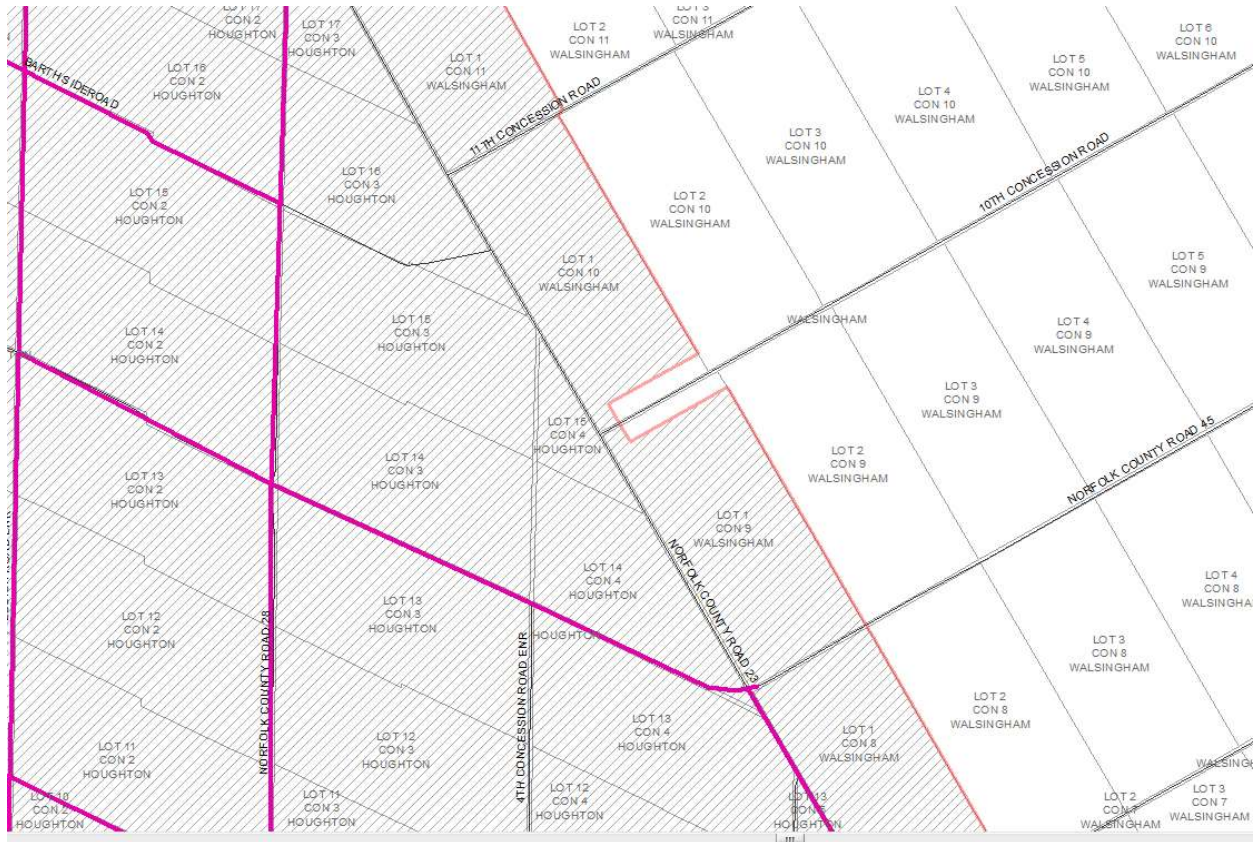 LOT 17
CON 2
HOUGHTON
LOT 17
CON 3
HOUGHTON
LOT 2
CON 11
WALSINGHAM
LOT 3
CON 11
WALSINGHAM
LOT 6
CON 10
WALSINGHAM
LOT 1
CON 11
WALSINGHAM
LOT 5
CON 10
WALSINGHAM
LOT 16
CON 2
HOUGHTON
BARTH SIDEROAD
11TH CONCESSION ROAD
LOT 4
CON 10
WALSINGHAM
LOT 3
CON 10
WALSINGHAM
10TH CONCESSION ROAD
LOT 16
CON 3
HOUGHTON
LOT 15
CON 2
HOUGHTON
LOT 2
CON 10
WALSINGHAM
LOT 1
CON 10
WALSINGHAM
LOT 5
CON 9
WALSINGHAM
LOT 15
CON 3
HOUGHTON
WALSINGHAM
LOT 4
CON 9
WALSINGHAM
LOT 14
CON 2
HOUGHTON
LOT 3
CON 9
WALSINGHAM
LOT 15
CON 4
HOUGHTON
NORFOLK COUNTY ROAD 45
LOT 14
CON 3
HOUGHTON
LOT 2
CON 9
WALSINGHAM
LOT 13
CON 2
HOUGHTON
LOT 1
CON 9
WALSINGHAM
NORFOLK COUNTY ROAD 23
LOT 14
CON 4
HOUGHTON
LOT 4
CON 8
WALSINGHA
LOT 13
CON 3
HOUGHTON
LOT 12
CON 2
HOUGHTON
NORFOLK COUNTY ROAD 28
HOUGHTON
4TH CONCESSION ROAD ENR
LOT 3
CON 8
WALSINGHAM
LOT 2
CON 8
WALSINGHAM
LOT 13
CON 4
HOUGHTON
LOT 1
CON 8
WALSINGHAM
LOT 12
CON 3
HOUGHTON
LOT 11
CON 2
HOUGHTON
WALSINGH
LOT 10
CON 2
HOUGHTON
LOT 11
CON 3
HOUGHTON
LOT 12
CON 4
HOUGHTON
LOT 13
HOUGHTON
LOT 2
CON 7
WALSINGHAM
LOT 3
CON 7
WALSINGHAM